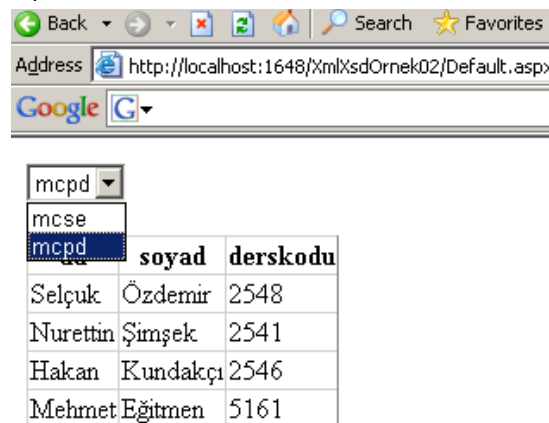 Back Search Favorites
Address http://localhost:1648/XmlXsdOrnek02/Default.aspx
Google G
mcpd
mcse
mcpd
soyad derskodu
Selçuk Özdemir 2548
Nurettin Şimşek 2541
Hakan Kundakçı 2546
Mehmet Eğitmen 5161